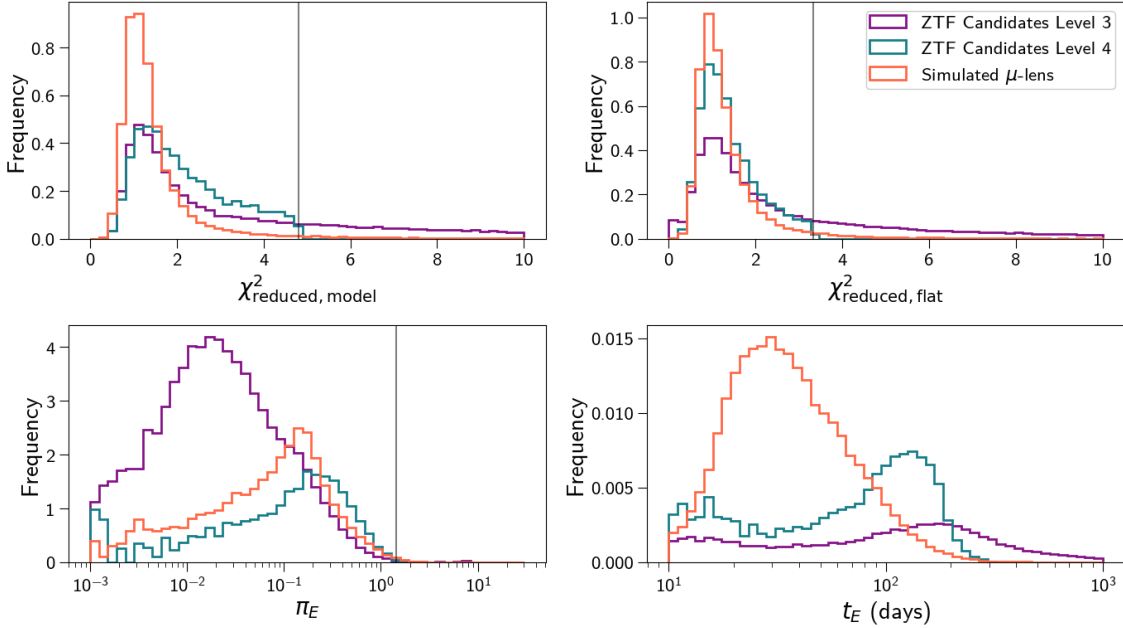 0.8
0.6
0.4
0.2
0.0
Frequency
0 2 4 6 8 10
χ²reduced, model
1.0
0.8
0.6
0.4
0.2
0.0
Frequency
0 2 4 6 8 10
χ²reduced, flat
ZTF Candidates Level 3
ZTF Candidates Level 4
Simulated μ-lens
4
3
2
1
0
Frequency
10⁻³ 10⁻² 10⁻¹ 10⁰ 10¹
πE
0.015
0.010
0.005
0.000
Frequency
10¹ 10² 10³
tE (days)